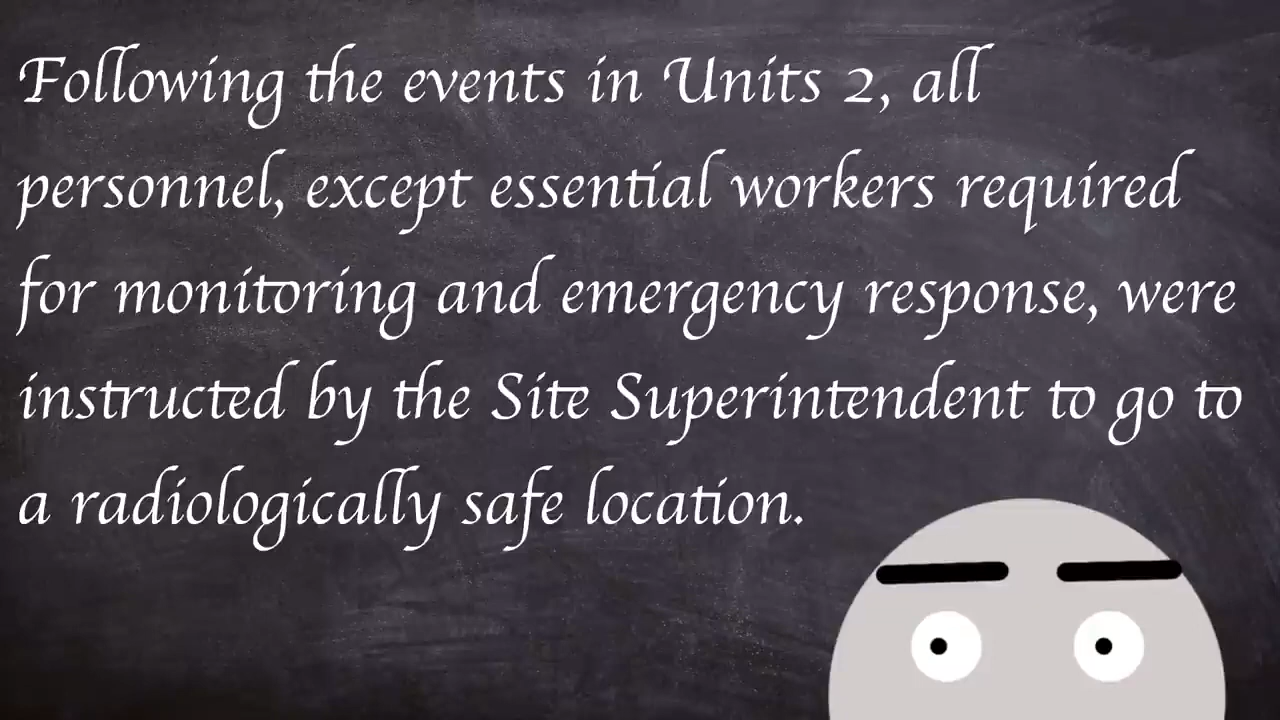 Following the events in Units 2, all
personnel, except essential workers required
for monitoring and emergency response, were
instructed by the Site Superintendent to go to
a radiologically safe location.